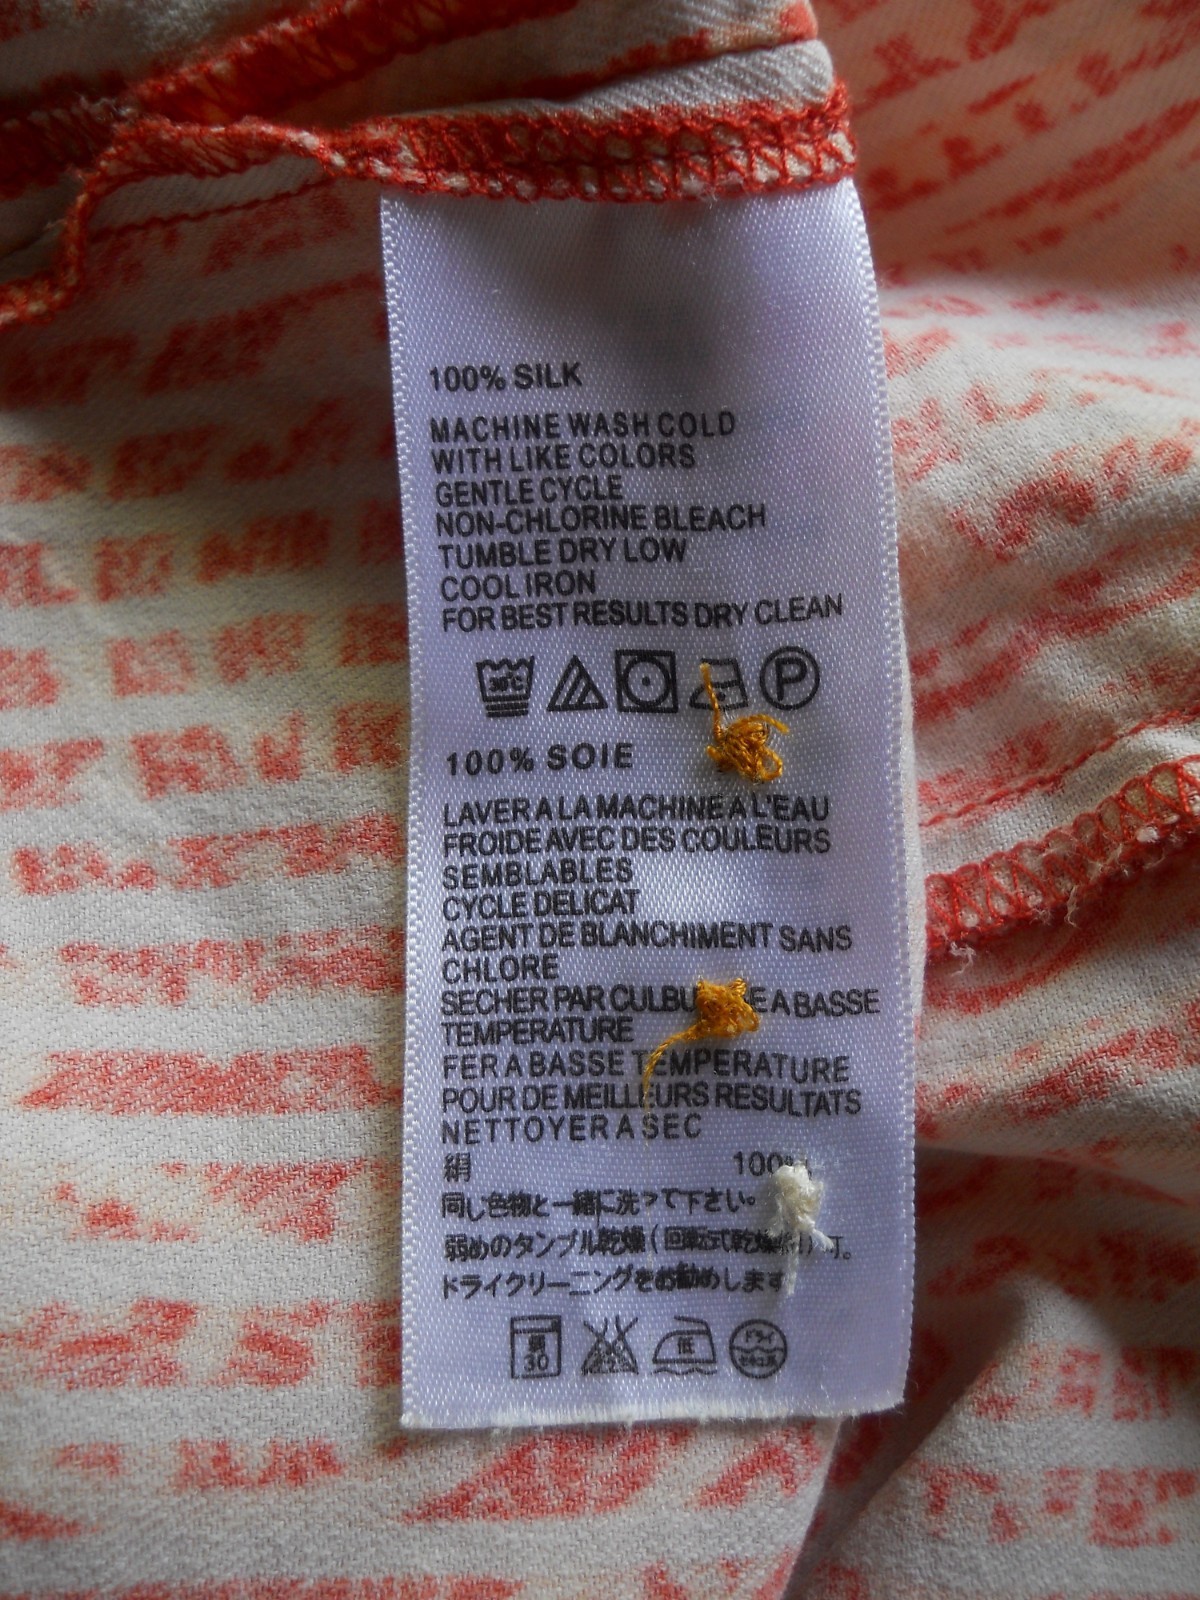 100% SILK
MACHINE WASH COLD
WITH LIKE COLORS
GENTLE CYCLE
NON-CHLORINE BLEACH
TUMBLE DRY LOW
COOL IRON
FOR BEST RESULTS DRY CLEAN
30°C P
100% SOIE
LAVER A LA MACHINE A L'EAU
FROIDE AVEC DES COULEURS
SEMBLABLES
CYCLE DELICAT
AGENT DE BLANCHIMENT SANS
CHLORE
SECHER PAR A BASSE
TEMPERATURE
FER A BASSE TEMPERATURE
POUR DE MEILLEURS RESULTATS
NETTOYER A SEC
絹 100%
同じ色物と一緒に洗って下さい。
弱めのタンブル乾燥(回転式乾燥 可。
ドライクリーニングをお勧めします
弱 30 低 ドライ